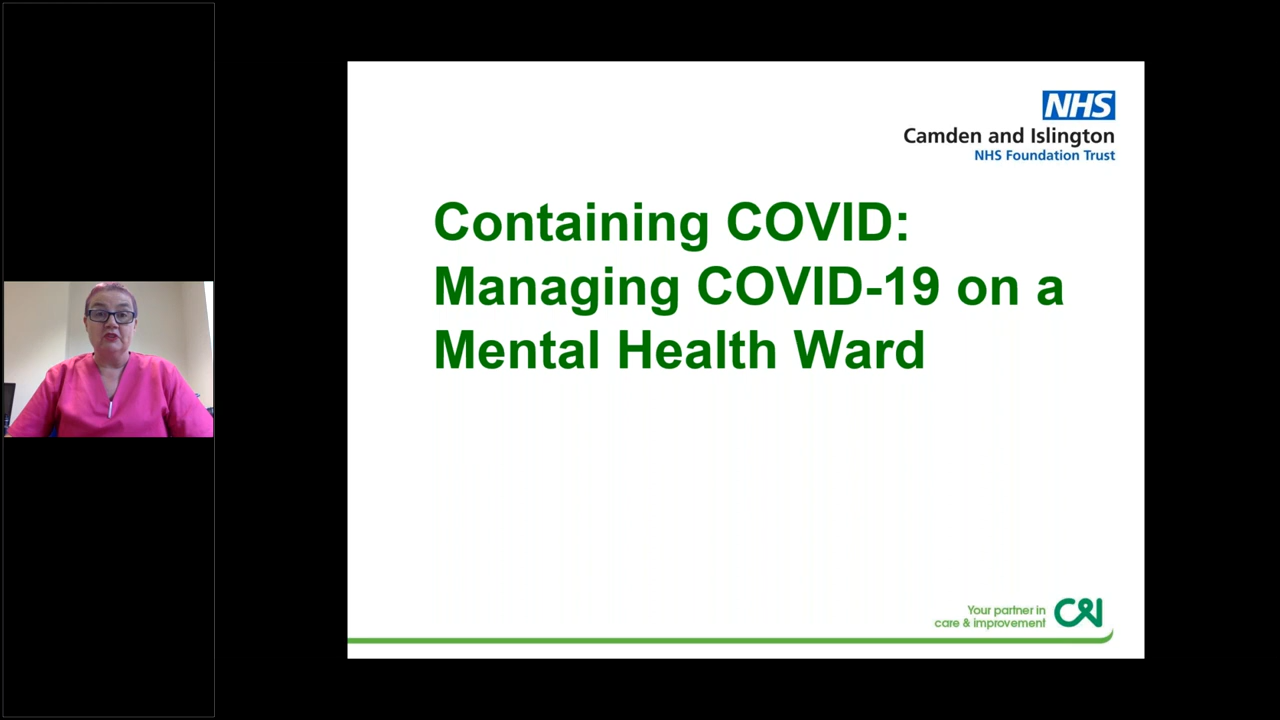 NHS
Camden and Islington
NHS Foundation Trust
Containing COVID:
Managing COVID-19 on a
Mental Health Ward
Your partner in
care & improvement
C&I